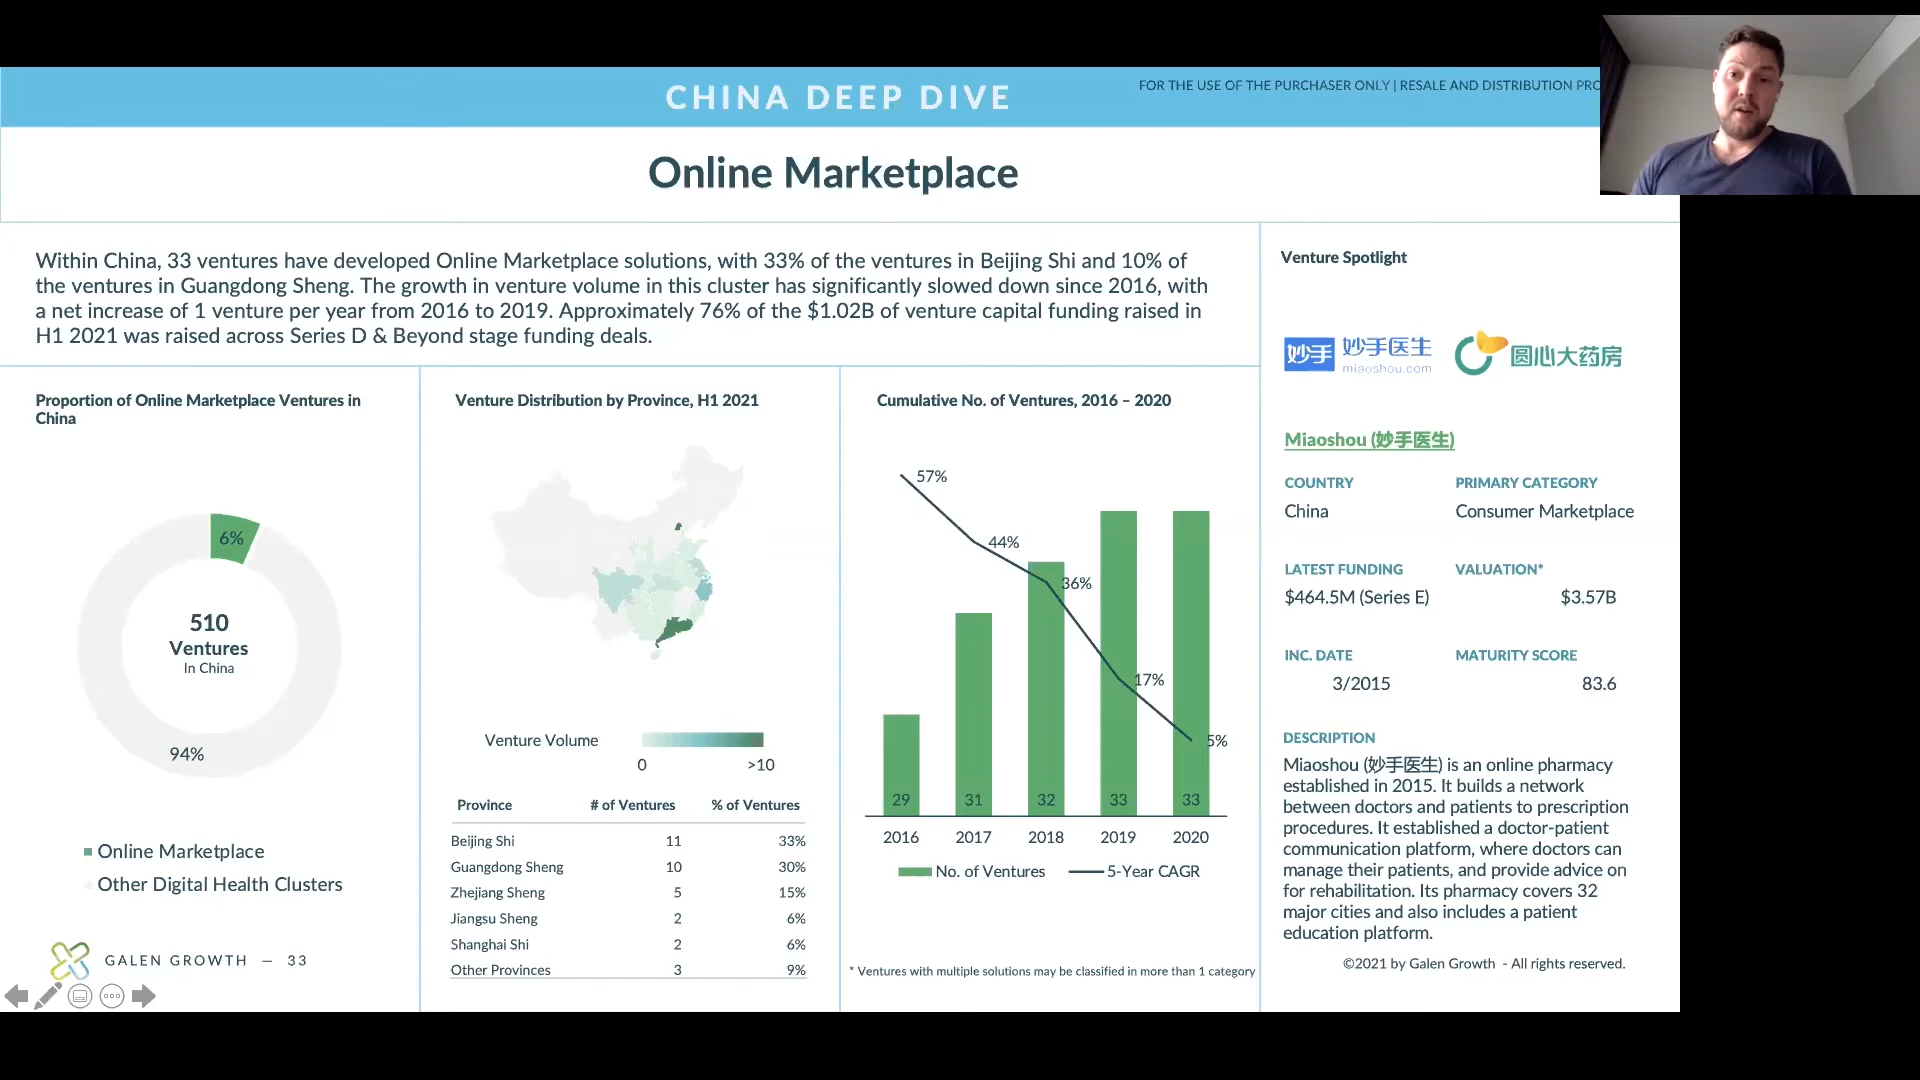 CHINA DEEP DIVE
FOR THE USE OF THE PURCHASER ONLY | RESALE AND DISTRIBUTION PRO
Online Marketplace
Within China, 33 ventures have developed Online Marketplace solutions, with 33% of the ventures in Beijing Shi and 10% of
the ventures in Guangdong Sheng. The growth in venture volume in this cluster has significantly slowed down since 2016, with
a net increase of 1 venture per year from 2016 to 2019. Approximately 76% of the $1.02B of venture capital funding raised in
H1 2021 was raised across Series D & Beyond stage funding deals.
Proportion of Online Marketplace Ventures in
China
6%
510
Ventures
In China
94%
Online Marketplace
Other Digital Health Clusters
GALEN GROWTH – 33
Venture Distribution by Province, H1 2021
Venture Volume
0 >10
Province # of Ventures % of Ventures
Beijing Shi 11 33%
Guangdong Sheng 10 30%
Zhejiang Sheng 5 15%
Jiangsu Sheng 2 6%
Shanghai Shi 2 6%
Other Provinces 3 9%
Cumulative No. of Ventures, 2016 – 2020
57%
44%
36%
17%
5%
29 31 32 33 33
2016 2017 2018 2019 2020
No. of Ventures 5-Year CAGR
* Ventures with multiple solutions may be classified in more than 1 category
Venture Spotlight
妙手 妙手医生 圆心大药房
miaoshou.com
Miaoshou (妙手医生)
COUNTRY PRIMARY CATEGORY
China Consumer Marketplace
LATEST FUNDING VALUATION*
$464.5M (Series E) $3.57B
INC. DATE MATURITY SCORE
3/2015 83.6
DESCRIPTION
Miaoshou (妙手医生) is an online pharmacy
established in 2015. It builds a network
between doctors and patients to prescription
procedures. It established a doctor-patient
communication platform, where doctors can
manage their patients, and provide advice on
for rehabilitation. Its pharmacy covers 32
major cities and also includes a patient
education platform.
©2021 by Galen Growth - All rights reserved.